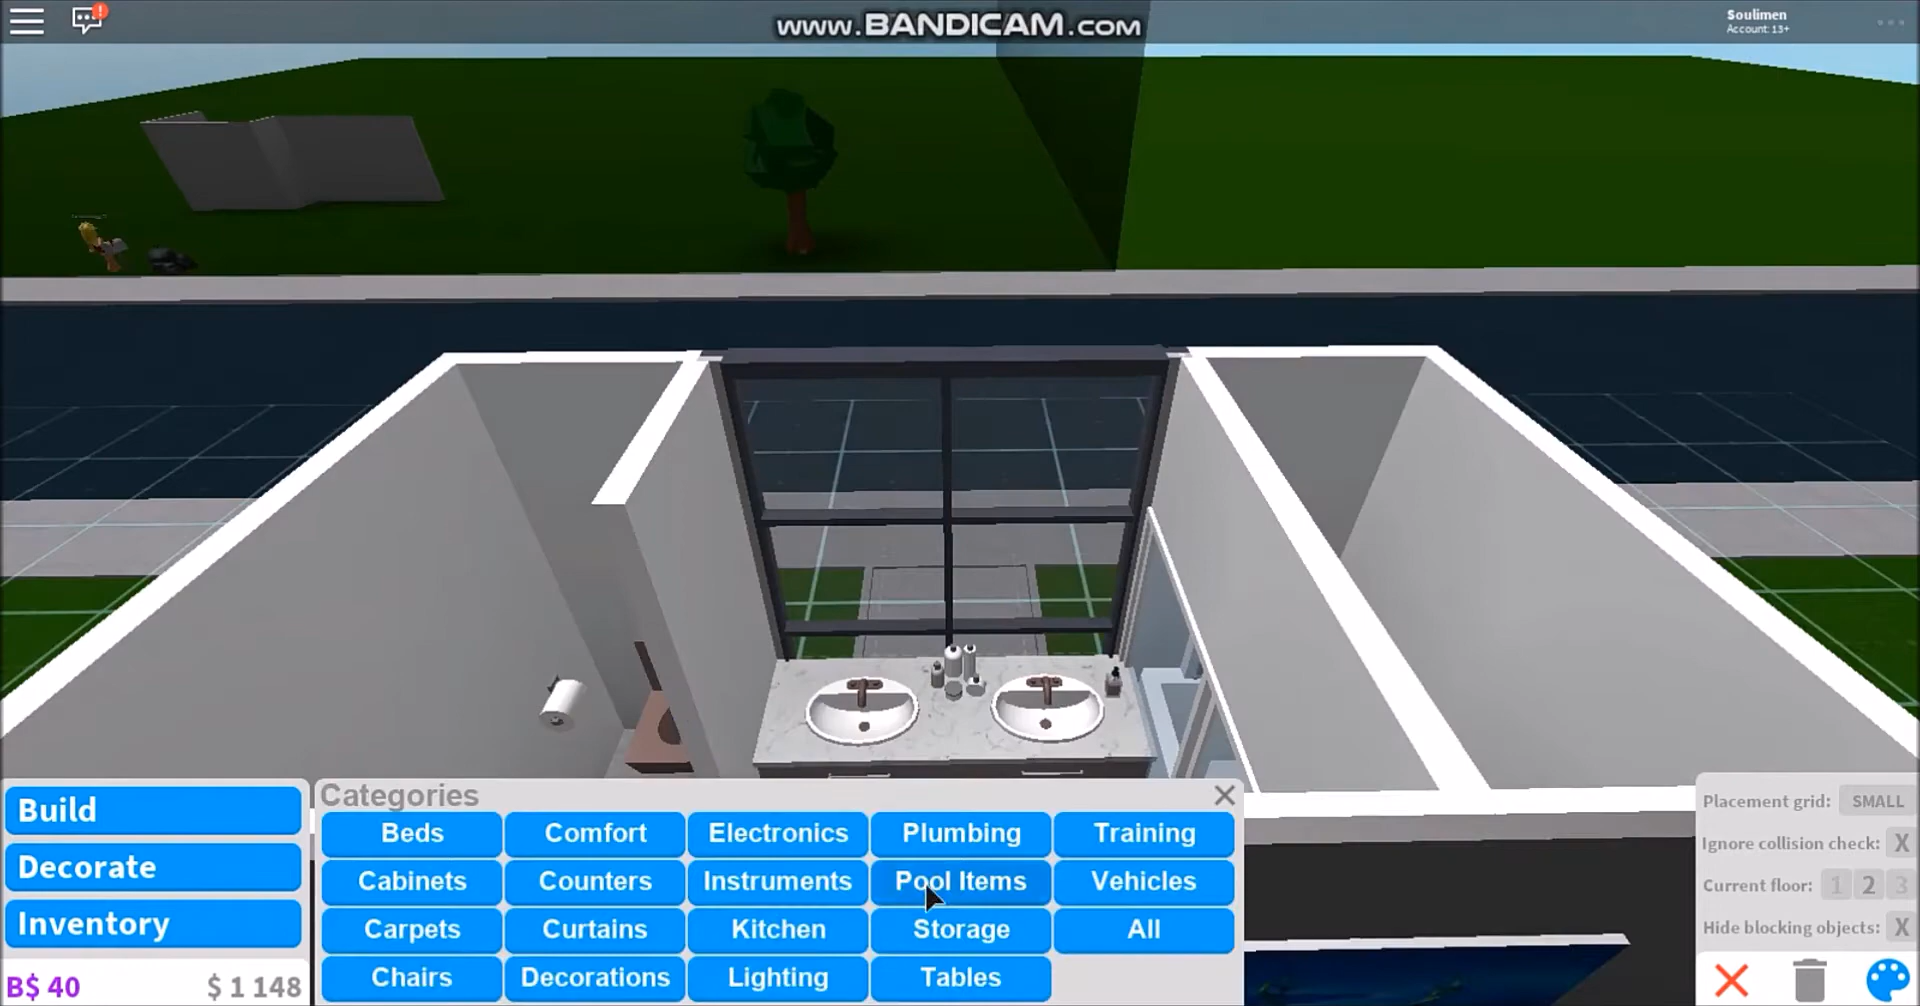 www.BANDICAM.com
Soulimen
Account: 13+
Build
Decorate
Inventory
B$ 40
$ 1 148
Categories
Beds
Comfort
Electronics
Plumbing
Training
Cabinets
Counters
Instruments
Pool Items
Vehicles
Carpets
Curtains
Kitchen
Storage
All
Chairs
Decorations
Lighting
Tables
Placement grid: SMALL
Ignore collision check: X
Current floor: 1 2 3
Hide blocking objects: X